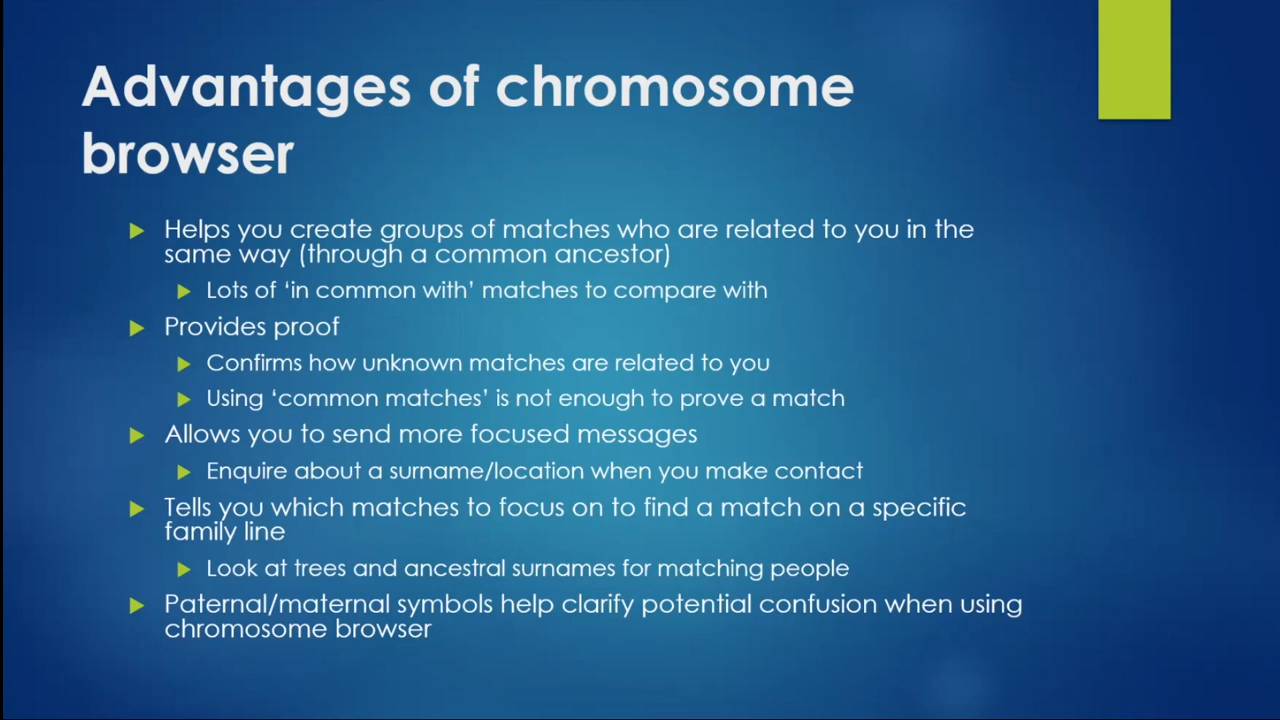 Advantages of chromosome
browser
Helps you create groups of matches who are related to you in the
same way (through a common ancestor)
Lots of ‘in common with’ matches to compare with
Provides proof
Confirms how unknown matches are related to you
Using ‘common matches’ is not enough to prove a match
Allows you to send more focused messages
Enquire about a surname/location when you make contact
Tells you which matches to focus on to find a match on a specific
family line
Look at trees and ancestral surnames for matching people
Paternal/maternal symbols help clarify potential confusion when using
chromosome browser